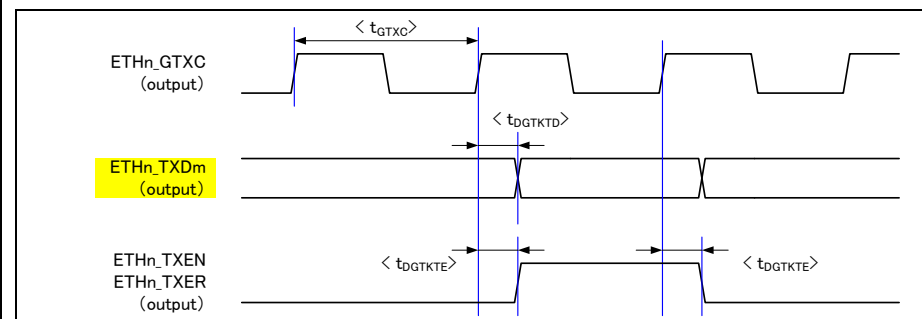 < tGTXC >
ETHn_GTXC
(output)
< tDGTKTD>
ETHn_TXDm
(output)
ETHn_TXEN
ETHn_TXER
(output)
< tDGTKTE>
< tDGTKTE>